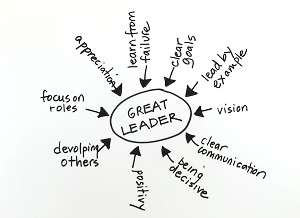 appreciation
learn from
failure
clear
goals
lead by
example
focus on
roles
GREAT
LEADER
vision
devolping
others
clear
communication
being
decisive
positivy